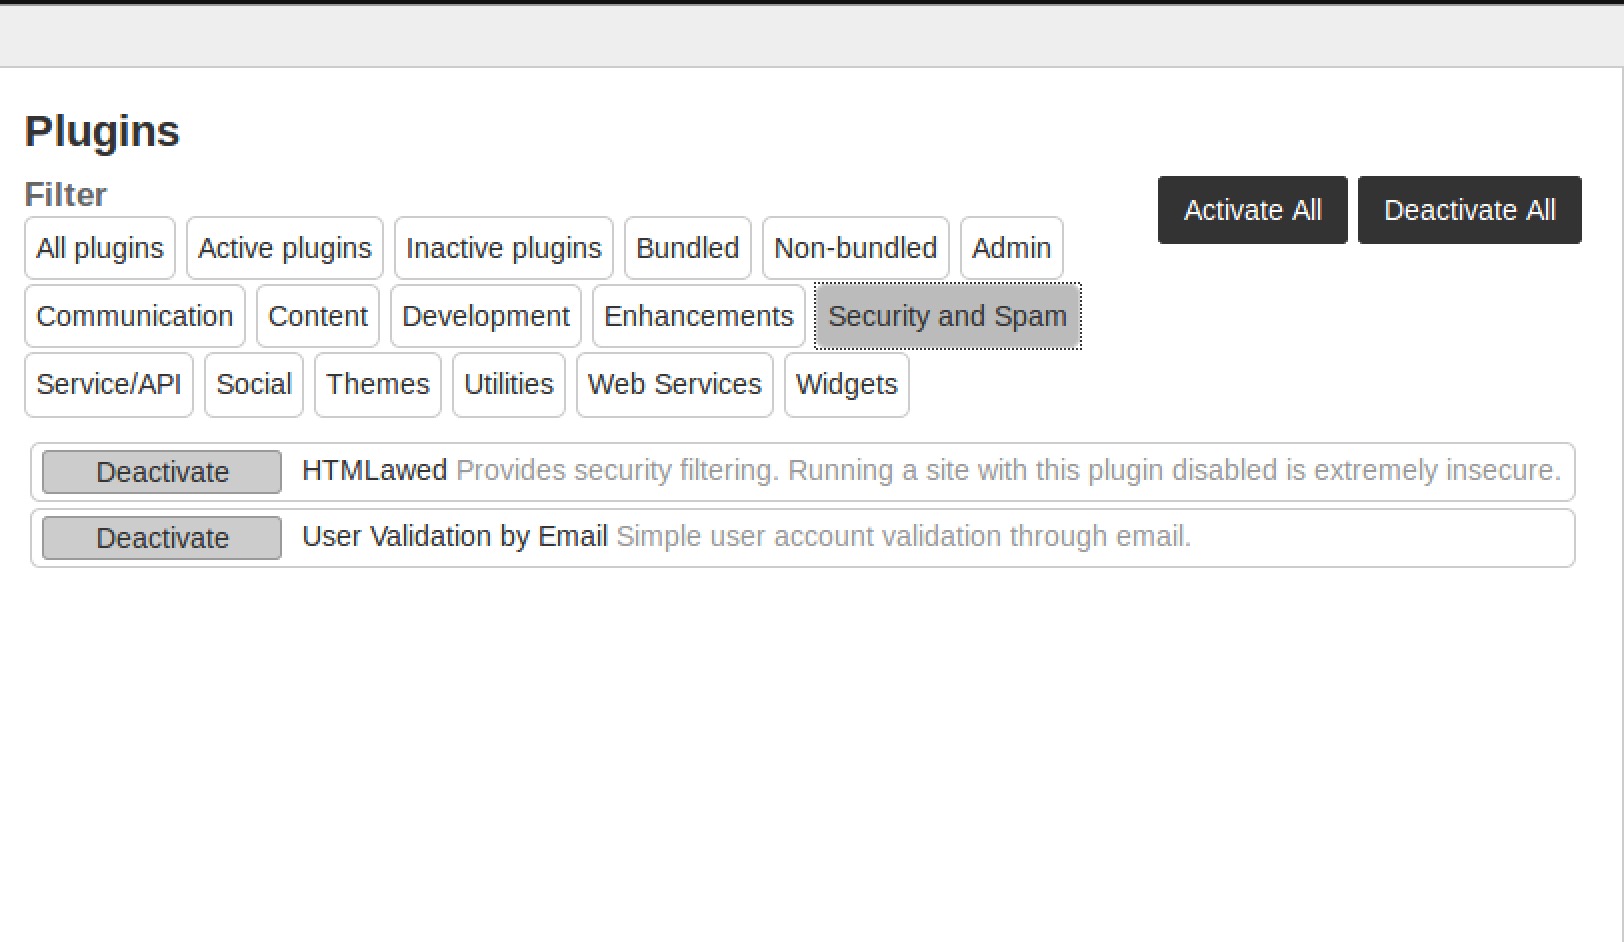 Plugins
Filter
Activate All Deactivate All
All plugins Active plugins Inactive plugins Bundled Non-bundled Admin
Communication Content Development Enhancements Security and Spam
Service/API Social Themes Utilities Web Services Widgets
Deactivate HTMLawed Provides security filtering. Running a site with this plugin disabled is extremely insecure.
Deactivate User Validation by Email Simple user account validation through email.